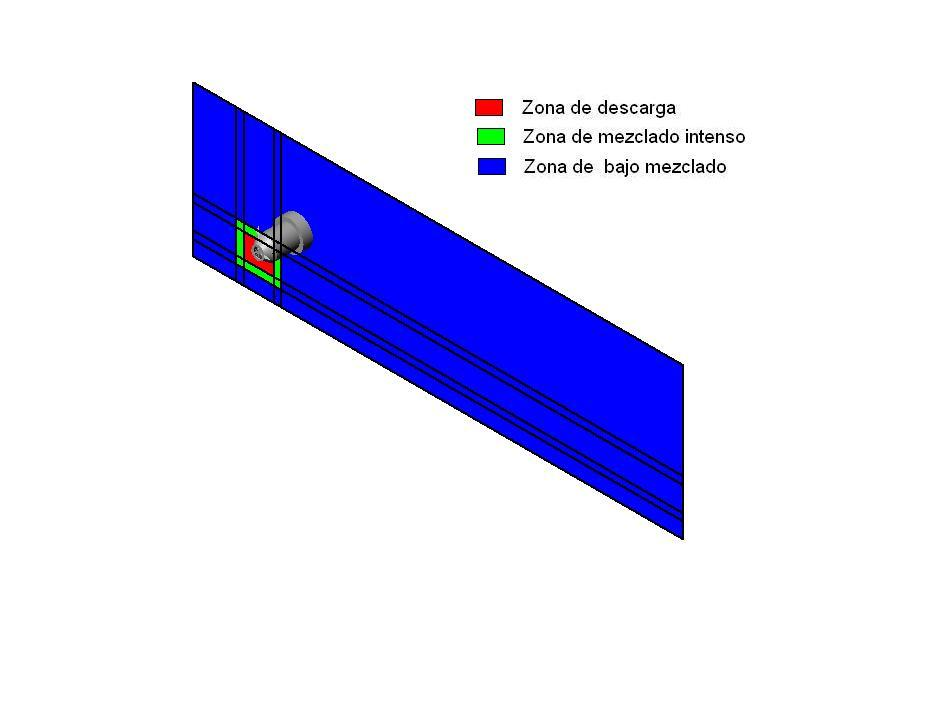 Zona de descarga
Zona de mezclado intenso
Zona de bajo mezclado